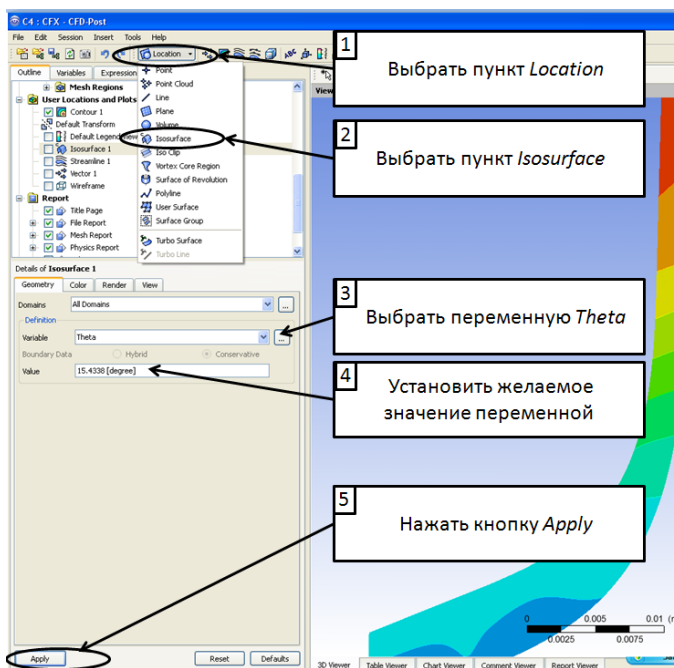 C4 : CFX - CFD-Post
File Edit Session Insert Tools Help
Location
Outline Variables Expression
Mesh Regions
User Locations and Plots
Contour 1
Default Transform
Default Legend View
Isosurface 1
Streamline 1
Vector 1
Wireframe
Report
Title Page
File Report
Mesh Report
Physics Report
Point
Point Cloud
Line
Plane
Volume
Isosurface
Iso Clip
Vortex Core Region
Surface of Revolution
Polyline
User Surface
Surface Group
Turbo Surface
Turbo Line
View
1
Выбрать пункт Location
2
Выбрать пункт Isosurface
Details of Isosurface 1
Geometry Color Render View
Domains All Domains ...
Definition
Variable Theta ...
Boundary Data Hybrid Conservative
Value 15.4338 [degree]
3
Выбрать переменную Theta
4
Установить желаемое
значение переменной
5
Нажать кнопку Apply
0 0.005 0.01
0.0025 0.0075
Apply Reset Defaults
3D Viewer Table Viewer Chart Viewer Comment Viewer Report Viewer